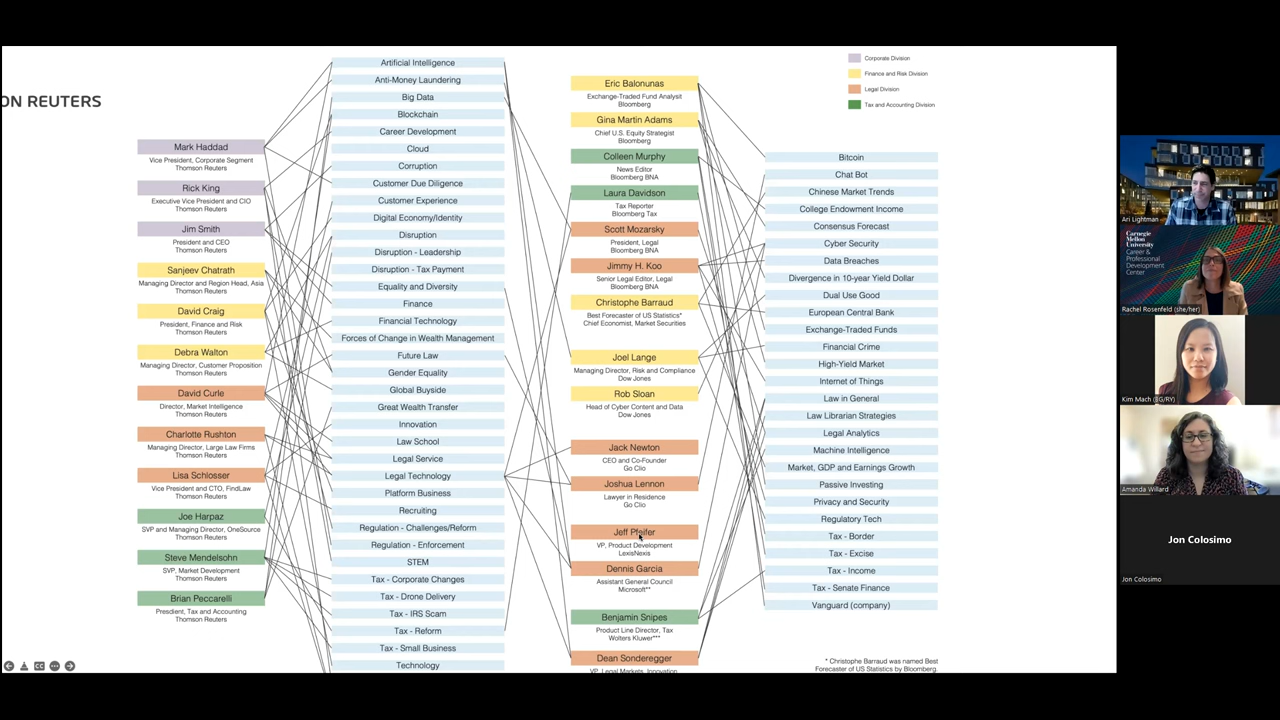 ON REUTERS
Mark Haddad
Vice President, Corporate Segment
Thomson Reuters
Rick King
Executive Vice President and CIO
Thomson Reuters
Jim Smith
President and CEO
Thomson Reuters
Sanjeev Chatrath
Managing Director and Region Head, Asia
Thomson Reuters
David Craig
President, Finance and Risk
Thomson Reuters
Debra Walton
Managing Director, Customer Proposition
Thomson Reuters
David Curle
Director, Market Intelligence
Thomson Reuters
Charlotte Rushton
Managing Director, Large Law Firms
Thomson Reuters
Lisa Schlosser
Vice President and CTO, FindLaw
Thomson Reuters
Joe Harpaz
SVP and Managing Director, OneSource
Thomson Reuters
Steve Mendelsohn
SVP, Market Development
Thomson Reuters
Brian Peccarelli
President, Tax and Accounting
Thomson Reuters
Artificial Intelligence
Anti-Money Laundering
Big Data
Blockchain
Career Development
Cloud
Corruption
Customer Due Diligence
Customer Experience
Digital Economy/Identity
Disruption
Disruption - Leadership
Disruption - Tax Payment
Equality and Diversity
Finance
Financial Technology
Forces of Change in Wealth Management
Future Law
Gender Equality
Global Buyside
Great Wealth Transfer
Innovation
Law School
Legal Service
Legal Technology
Platform Business
Recruiting
Regulation - Challenges/Reform
Regulation - Enforcement
STEM
Tax - Corporate Changes
Tax - Drone Delivery
Tax - IRS Scam
Tax - Reform
Tax - Small Business
Technology
Eric Balonunas
Exchange-Traded Fund Analysit
Bloomberg
Gina Martin Adams
Chief U.S. Equity Strategist
Bloomberg
Colleen Murphy
News Editor
Bloomberg BNA
Laura Davidson
Tax Reporter
Bloomberg Tax
Scott Mozarsky
President, Legal
Bloomberg BNA
Jimmy H. Koo
Senior Legal Editor, Legal
Bloomberg BNA
Christophe Barraud
Best Forecaster of US Statistics*
Chief Economist, Market Securities
Joel Lange
Managing Director, Risk and Compliance
Dow Jones
Rob Sloan
Head of Cyber Content and Data
Dow Jones
Jack Newton
CEO and Co-Founder
Go Clio
Joshua Lennon
Lawyer in Residence
Go Clio
Jeff Pfeifer
VP, Product Development
LexisNexis
Dennis Garcia
Assistant General Council
Microsoft**
Benjamin Snipes
Product Line Director, Tax
Wolters Kluwer***
Dean Sonderegger
VP, Legal Markets, Innovation
Corporate Division
Finance and Risk Division
Legal Division
Tax and Accounting Division
Bitcoin
Chat Bot
Chinese Market Trends
College Endowment Income
Consensus Forecast
Cyber Security
Data Breaches
Divergence in 10-year Yield Dollar
Dual Use Good
European Central Bank
Exchange-Traded Funds
Financial Crime
High-Yield Market
Internet of Things
Law in General
Law Librarian Strategies
Legal Analytics
Machine Intelligence
Market, GDP and Earnings Growth
Passive Investing
Privacy and Security
Regulatory Tech
Tax - Border
Tax - Excise
Tax - Income
Tax - Senate Finance
Vanguard (company)
* Christophe Barraud was named Best
Forecaster of US Statistics by Bloomberg.
Ari Lightman
Carnegie
Mellon
University
Career &
Professional
Development
Center
Rachel Rosenfeld (she/her)
Kim Mach (EG/RY)
Amanda Willard
Jon Colosimo
Jon Colosimo